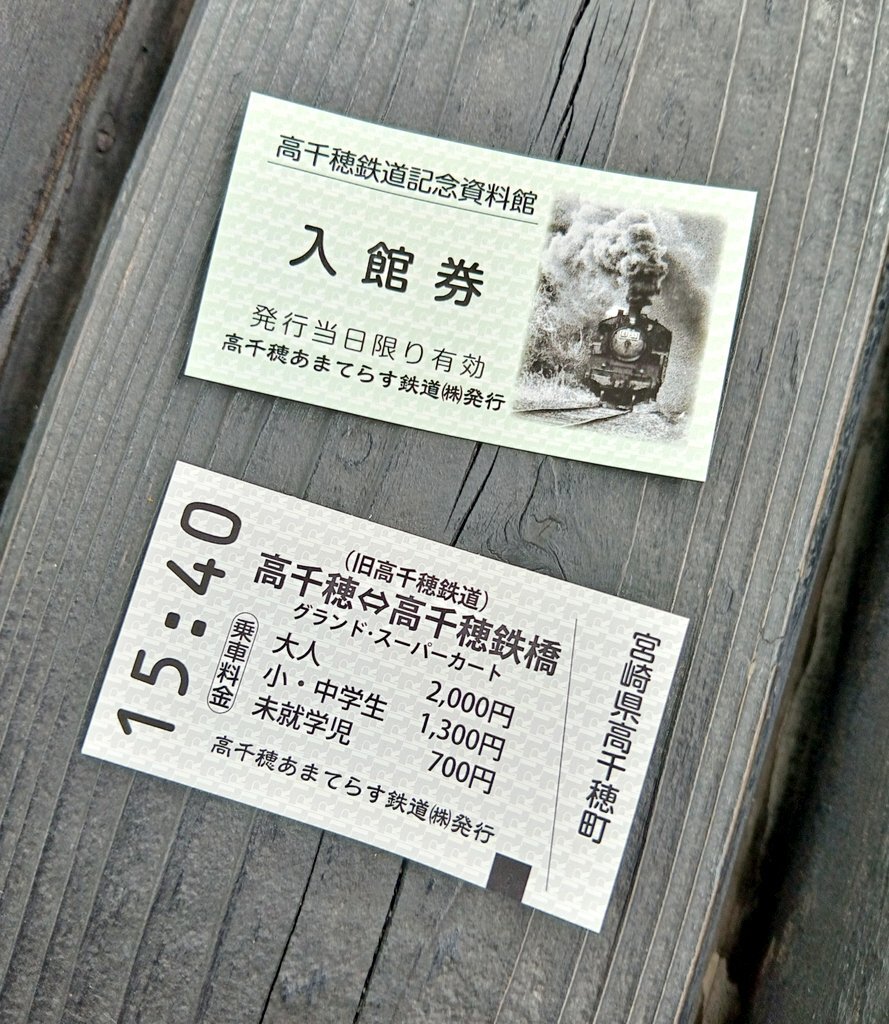 高千穂鉄道記念資料館
入館券
発行当日限り有効
高千穂あまてらす鉄道㈱発行
15:40
(旧高千穂鉄道)
高千穂⇔高千穂鉄橋
グランド・スーパーカート
乗車料金
大人 2,000円
小・中学生 1,300円
未就学児 700円
高千穂あまてらす鉄道㈱発行
宮崎県高千穂町